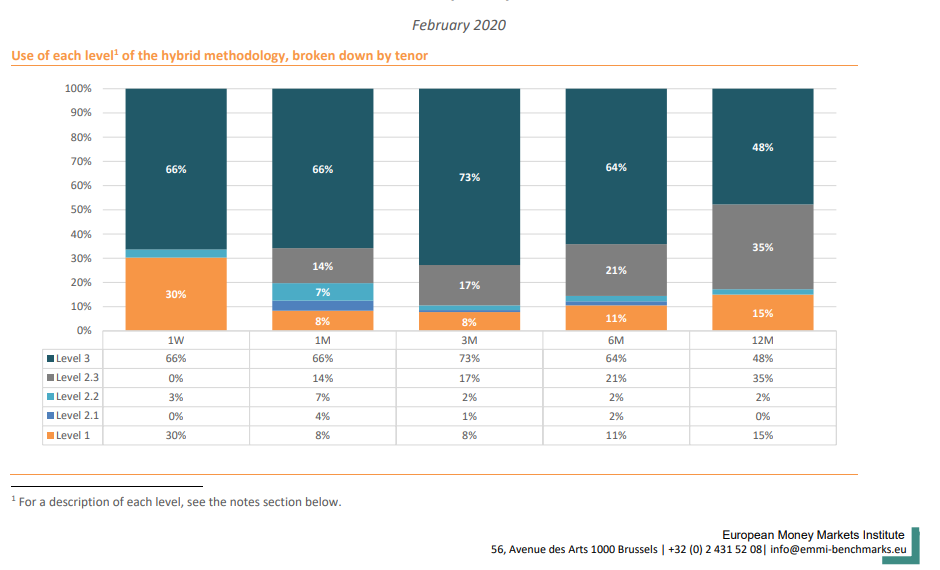 February 2020
Use of each level1 of the hybrid methodology, broken down by tenor
100%
90%
80%
70%
60%
50%
40%
30%
20%
10%
0%
66% 66% 73% 64% 48%
14% 17% 21% 35%
7%
30% 8% 8% 11% 15%
1W 1M 3M 6M 12M
Level 3 66% 66% 73% 64% 48%
Level 2.3 0% 14% 17% 21% 35%
Level 2.2 3% 7% 2% 2% 2%
Level 2.1 0% 4% 1% 2% 0%
Level 1 30% 8% 8% 11% 15%
1 For a description of each level, see the notes section below.
European Money Markets Institute
56, Avenue des Arts 1000 Brussels | +32 (0) 2 431 52 08| info@emmi-benchmarks.eu